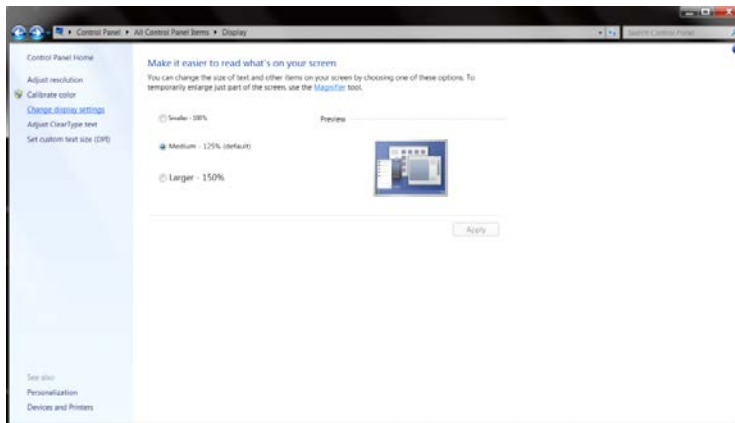 Control Panel ▸ All Control Panel Items ▸ Display
Search Control Panel
Control Panel Home
Adjust resolution
Calibrate color
Change display settings
Adjust ClearType text
Set custom text size (DPI)
Make it easier to read what's on your screen
You can change the size of text and other items on your screen by choosing one of these options. To
temporarily enlarge just part of the screen, use the Magnifier tool.
Smaller - 100%
Preview
Medium - 125% (default)
Larger - 150%
Apply
See also
Personalization
Devices and Printers